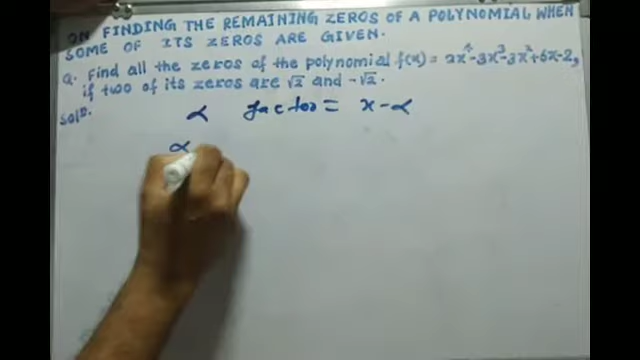 ON FINDING THE REMAINING ZEROS OF A POLYNOMIAL WHEN
SOME OF ITS ZEROS ARE GIVEN.
Q. Find all the zeros of the polynomial f(x) = 2x⁴-3x³-3x²+6x-2,
if two of its zeros are √2 and -√2.
Solⁿ. α factor = x-α
α